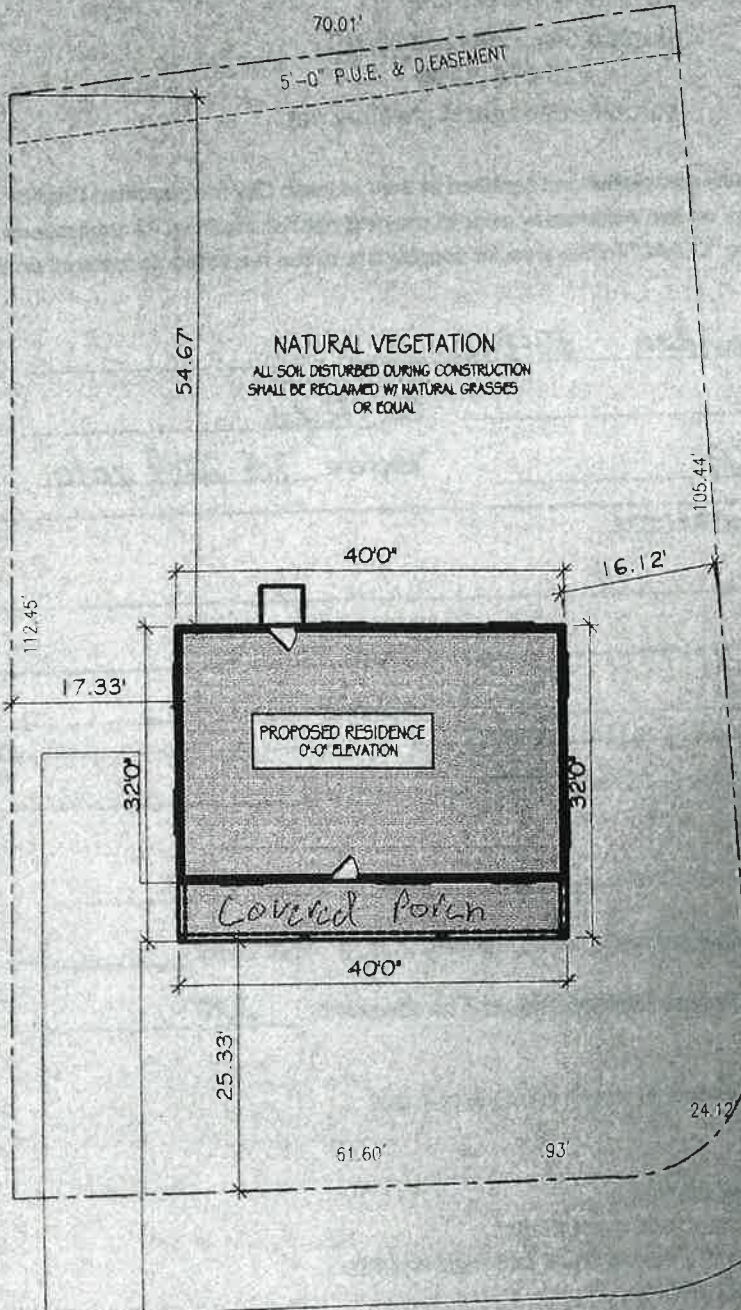 70.01'
5'-0" P.U.E. & D.EASEMENT
54.67'
NATURAL VEGETATION
ALL SOIL DISTURBED DURING CONSTRUCTION
SHALL BE RECLAIMED W/ NATURAL GRASSES
OR EQUAL
105.44'
40'0"
16.12'
112.45'
17.33'
PROPOSED RESIDENCE
0'-0" ELEVATION
32'0"
32'0"
Covered Porch
40'0"
25.33'
24.12'
61.60'
.93'